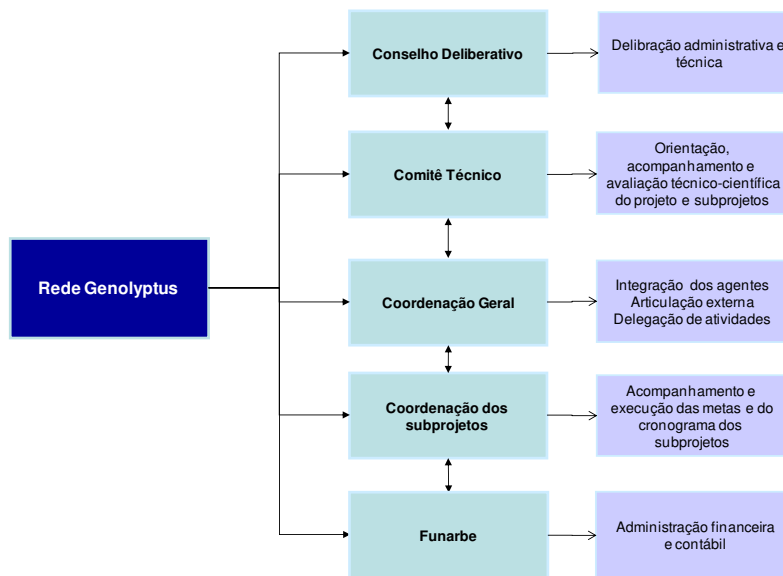 Rede Genolyptus
Conselho Deliberativo
Delibração administrativa e
técnica
Comitê Técnico
Orientação,
acompanhamento e
avaliação técnico-científica
do projeto e subprojetos
Coordenação Geral
Integração dos agentes
Articulação externa
Delegação de atividades
Coordenação dos
subprojetos
Acompanhamento e
execução das metas e do
cronograma dos
subprojetos
Funarbe
Administração financeira
e contábil